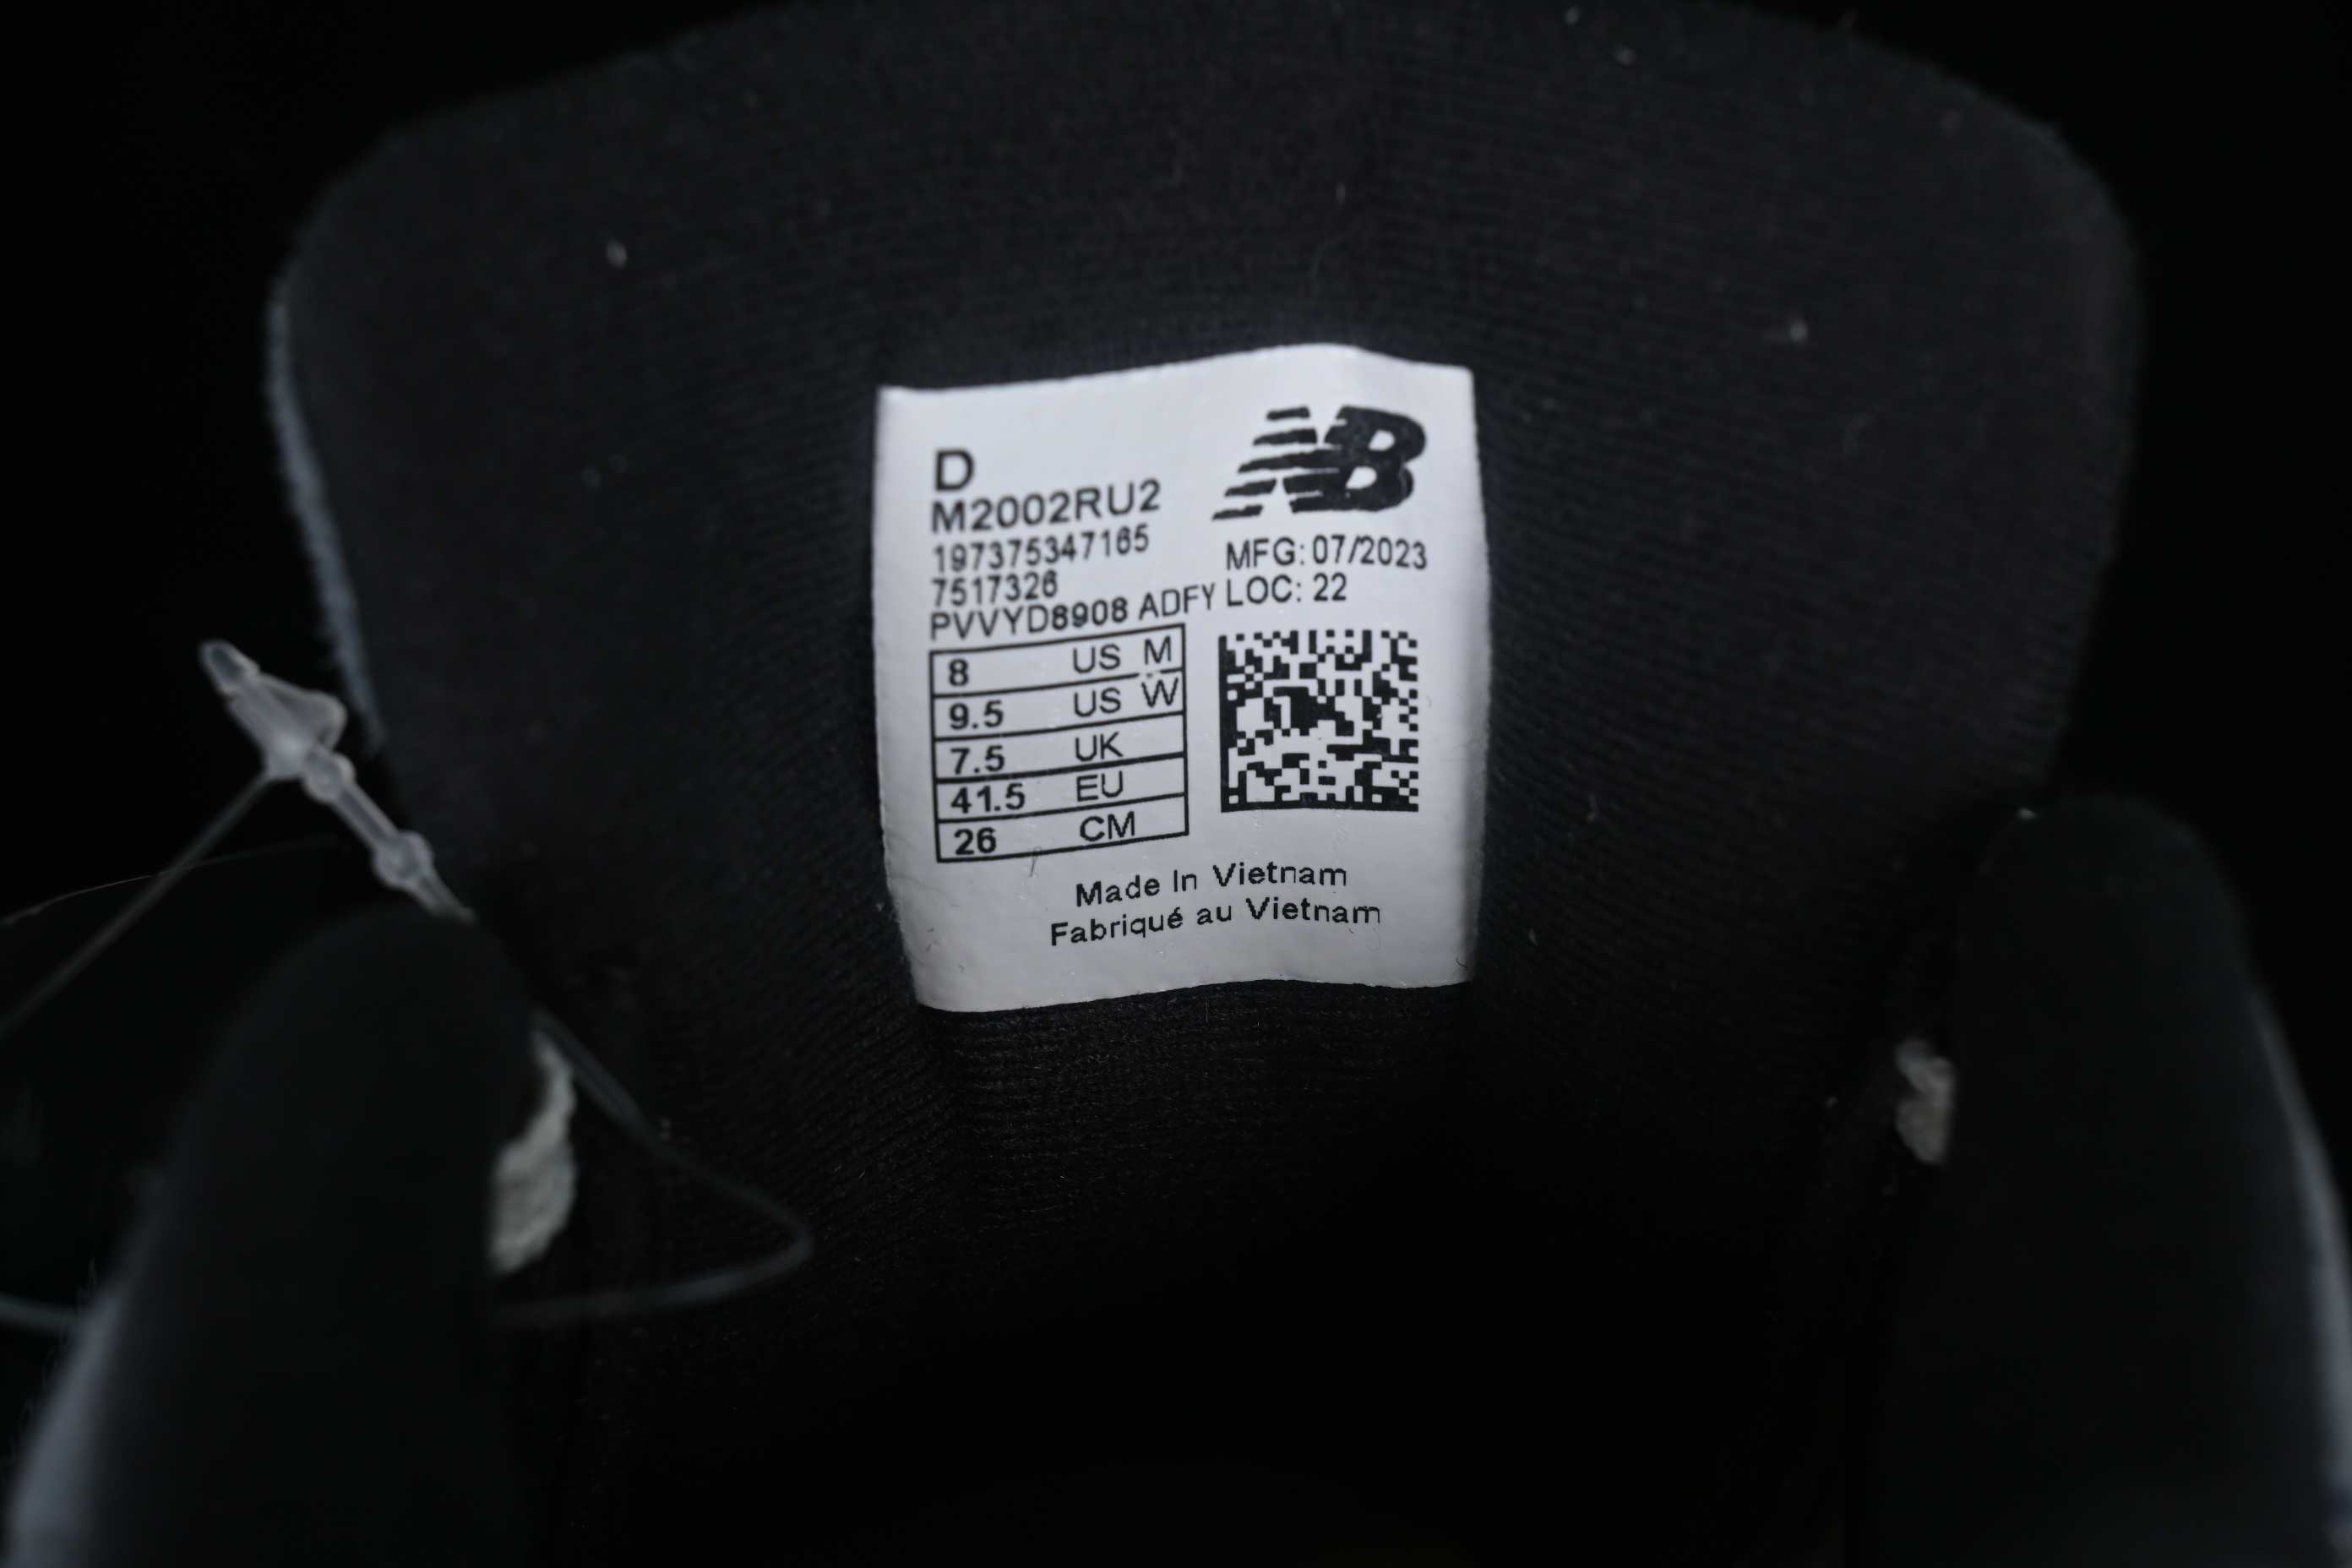 D
NB
M2002RU2
197375347165
MFG: 07/2023
7517326
PVVYD8908 ADFY LOC: 22
8 US M
9.5 US W
7.5 UK
41.5 EU
26 CM
Made In Vietnam
Fabriqué au Vietnam